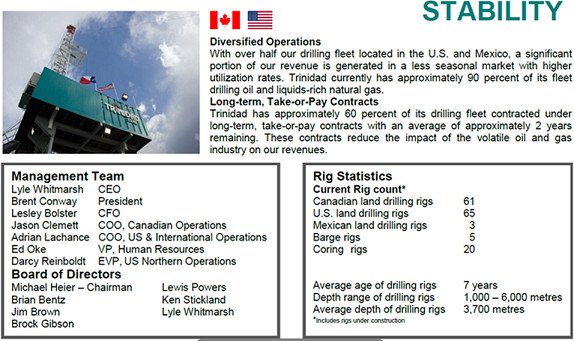 STABILITY
Diversified Operations
With over half our drilling fleet located in the U.S. and Mexico, a significant
portion of our revenue is generated in a less seasonal market with higher
utilization rates. Trinidad currently has approximately 90 percent of its fleet
drilling oil and liquids-rich natural gas.
Long-term, Take-or-Pay Contracts
Trinidad has approximately 60 percent of its drilling fleet contracted under
long-term, take-or-pay contracts with an average of approximately 2 years
remaining. These contracts reduce the impact of the volatile oil and gas
industry on our revenues.
TRINIDAD
Management Team
Lyle Whitmarsh CEO
Brent Conway President
Lesley Bolster CFO
Jason Clemett COO, Canadian Operations
Adrian Lachance COO, US & International Operations
Ed Oke VP, Human Resources
Darcy Reinboldt EVP, US Northern Operations
Board of Directors
Michael Heier – Chairman Lewis Powers
Brian Bentz Ken Stickland
Jim Brown Lyle Whitmarsh
Brock Gibson
Rig Statistics
Current Rig count*
Canadian land drilling rigs 61
U.S. land drilling rigs 65
Mexican land drilling rigs 3
Barge rigs 5
Coring rigs 20
Average age of drilling rigs 7 years
Depth range of drilling rigs 1,000 – 6,000 metres
Average depth of drilling rigs 3,700 metres
*Includes rigs under construction